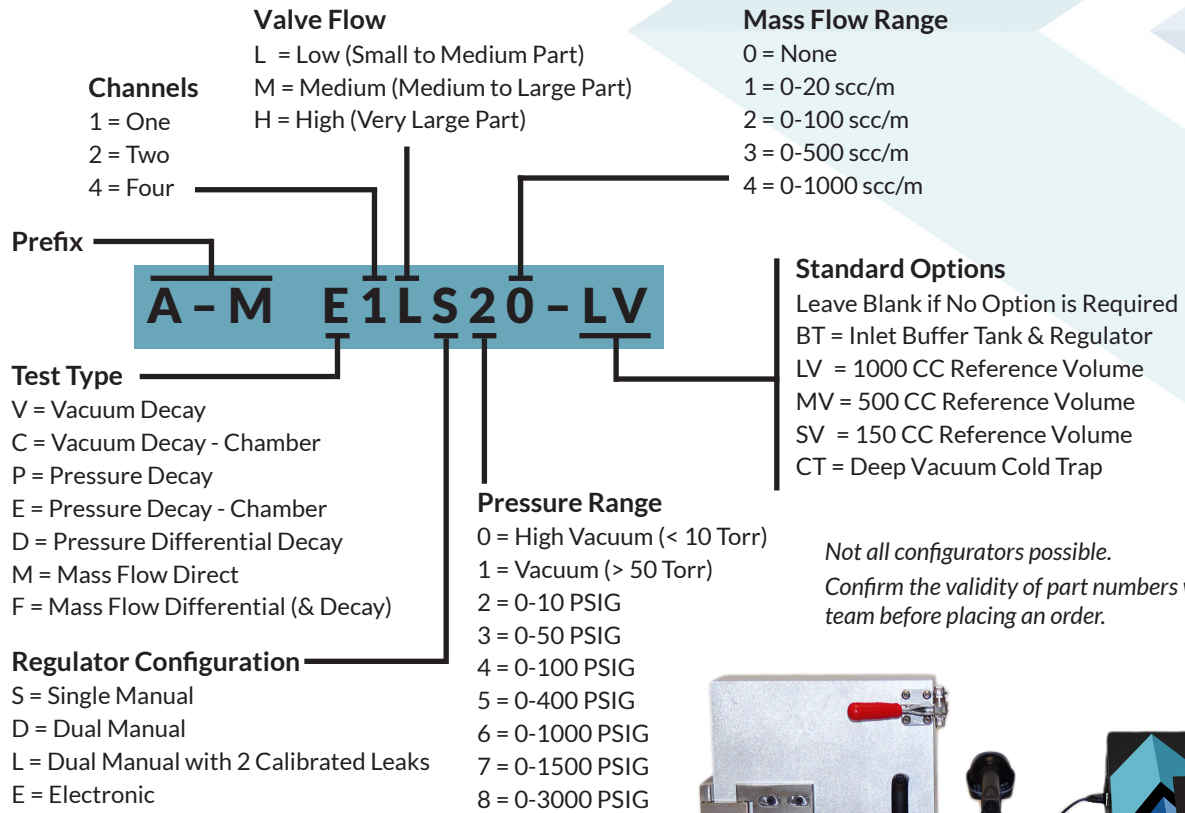 Valve Flow
L = Low (Small to Medium Part)
M = Medium (Medium to Large Part)
H = High (Very Large Part)
Mass Flow Range
0 = None
1 = 0-20 scc/m
2 = 0-100 scc/m
3 = 0-500 scc/m
4 = 0-1000 scc/m
Channels
1 = One
2 = Two
4 = Four
Prefix
A – M E 1 L S 2 0 – L V
Standard Options
Leave Blank if No Option is Required
BT = Inlet Buffer Tank & Regulator
LV = 1000 CC Reference Volume
MV = 500 CC Reference Volume
SV = 150 CC Reference Volume
CT = Deep Vacuum Cold Trap
Test Type
V = Vacuum Decay
C = Vacuum Decay - Chamber
P = Pressure Decay
E = Pressure Decay - Chamber
D = Pressure Differential Decay
M = Mass Flow Direct
F = Mass Flow Differential (& Decay)
Pressure Range
0 = High Vacuum (< 10 Torr)
1 = Vacuum (> 50 Torr)
2 = 0-10 PSIG
3 = 0-50 PSIG
4 = 0-100 PSIG
5 = 0-400 PSIG
6 = 0-1000 PSIG
7 = 0-1500 PSIG
8 = 0-3000 PSIG
Not all configurators possible.
Confirm the validity of part numbers
team before placing an order.
Regulator Configuration
S = Single Manual
D = Dual Manual
L = Dual Manual with 2 Calibrated Leaks
E = Electronic